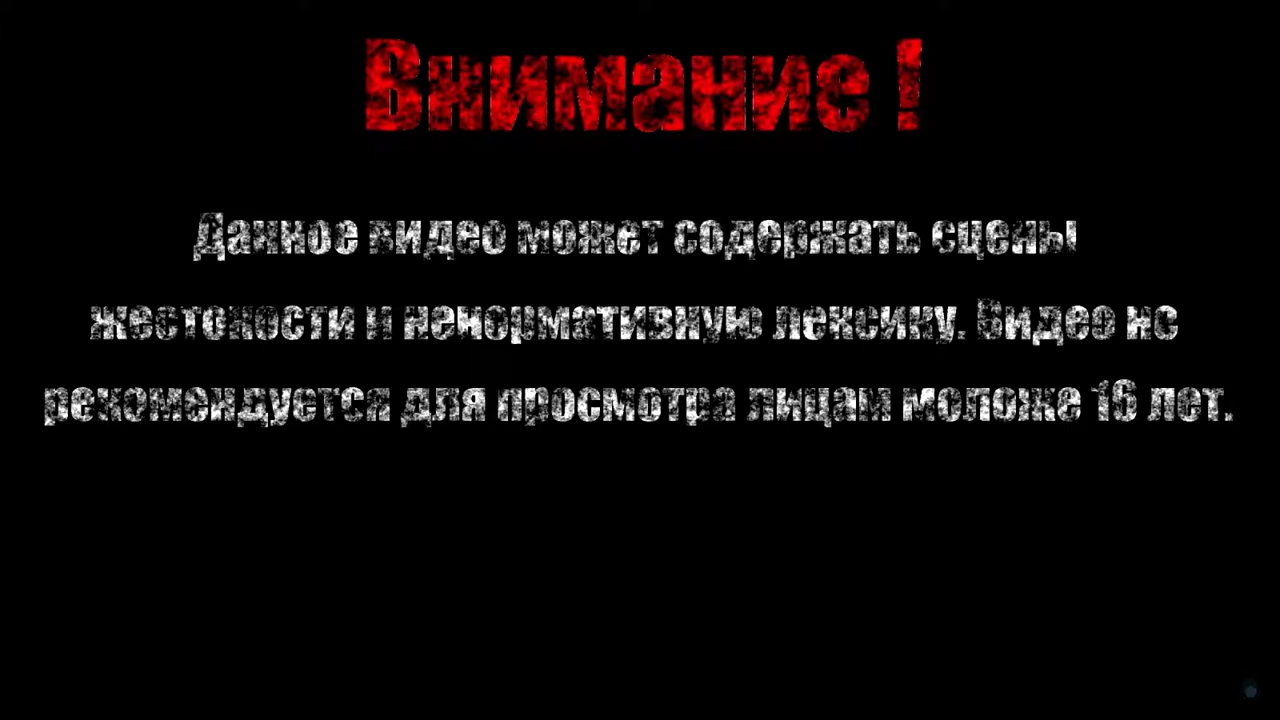 Внимание !
Данное видео может содержать сцены
жестокости и ненормативную лексику. Видео не
рекомендуется для просмотра лицам моложе 16 лет.